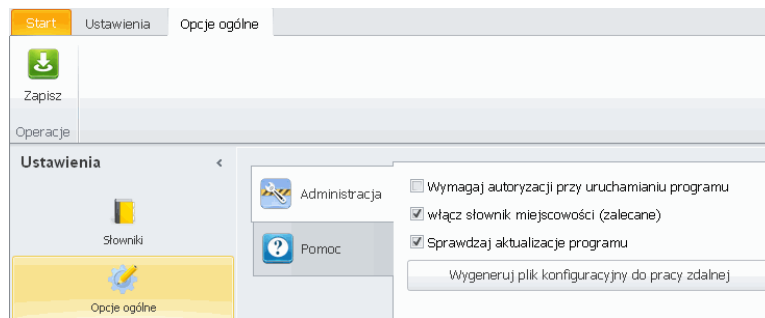 Start Ustawienia Opcje ogólne
Zapisz
Operacje
Ustawienia
Słowniki
Opcje ogólne
Administracja
Pomoc
Wymagaj autoryzacji przy uruchamianiu programu
włącz słownik miejscowości (zalecane)
Sprawdzaj aktualizacje programu
Wygeneruj plik konfiguracyjny do pracy zdalnej